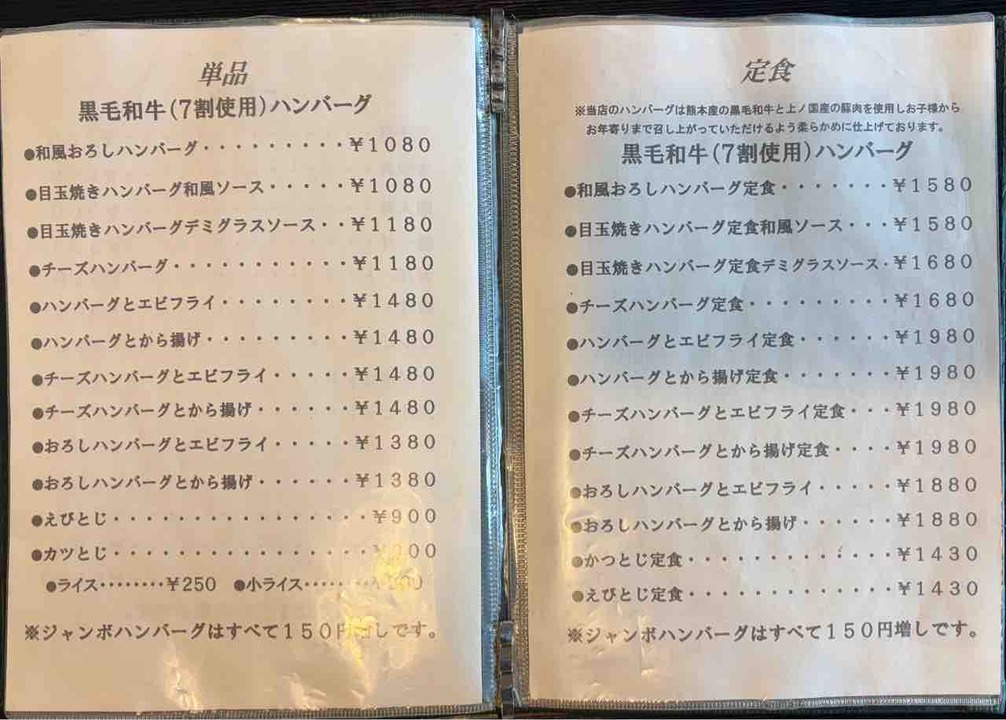 単品
黒毛和牛(7割使用)ハンバーグ
●和風おろしハンバーグ・・・・・・・・・￥1080
●目玉焼きハンバーグ和風ソース・・・・・￥1080
●目玉焼きハンバーグデミグラスソース・・￥1180
●チーズハンバーグ・・・・・・・・・・・￥1180
●ハンバーグとエビフライ・・・・・・・・￥1480
●ハンバーグとから揚げ・・・・・・・・・￥1480
●チーズハンバーグとエビフライ・・・・・￥1480
●チーズハンバーグとから揚げ・・・・・・￥1480
●おろしハンバーグとエビフライ・・・・・￥1380
●おろしハンバーグとから揚げ・・・・・・￥1380
●えびとじ・・・・・・・・・・・・・・・・￥900
●カツとじ・・・・・・・・・・・・・・・・
●ライス・・・・・・・・・￥250 ●小ライス・・・・・・・
※ジャンボハンバーグはすべて150円増しです。
定食
※当店のハンバーグは熊本産の黒毛和牛と上ノ国産の豚肉を使用しお子様から
お年寄りまで召し上がっていただけるよう柔らかめに仕上げております。
黒毛和牛(7割使用)ハンバーグ
●和風おろしハンバーグ定食・・・・・・・￥1580
●目玉焼きハンバーグ定食和風ソース・・・￥1580
●目玉焼きハンバーグ定食デミグラスソース・￥1680
●チーズハンバーグ定食・・・・・・・・・￥1680
●ハンバーグとエビフライ定食・・・・・・￥1980
●ハンバーグとから揚げ定食・・・・・・・￥1980
●チーズハンバーグとエビフライ定食・・・￥1980
●チーズハンバーグとから揚げ定食・・・・￥1980
●おろしハンバーグとエビフライ・・・・・￥1880
●おろしハンバーグとから揚げ・・・・・・￥1880
●かつとじ定食・・・・・・・・・・・・・￥1430
●えびとじ定食・・・・・・・・・・・・・￥1430
※ジャンボハンバーグはすべて150円増しです。